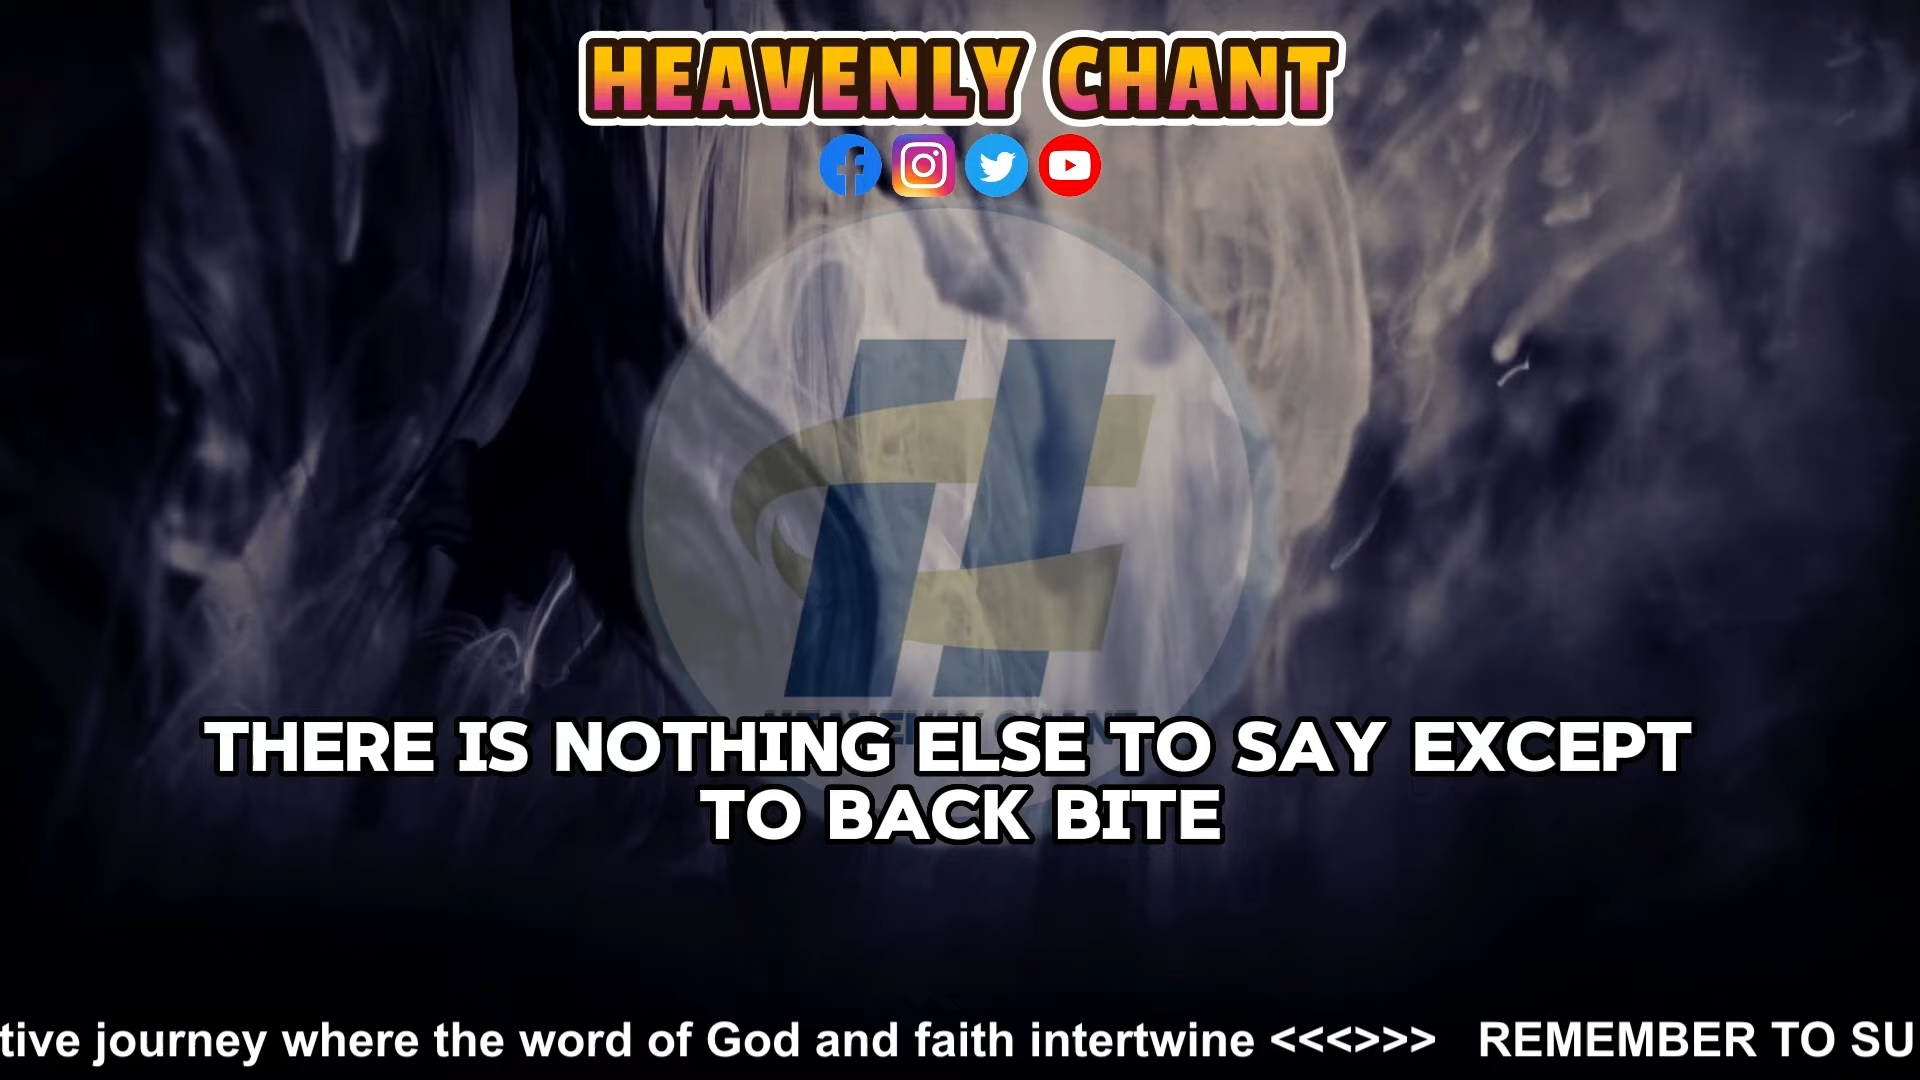 HEAVENLY CHANT
THERE IS NOTHING ELSE TO SAY EXCEPT
TO BACK BITE
tive journey where the word of God and faith intertwine <<<>>> REMEMBER TO SU